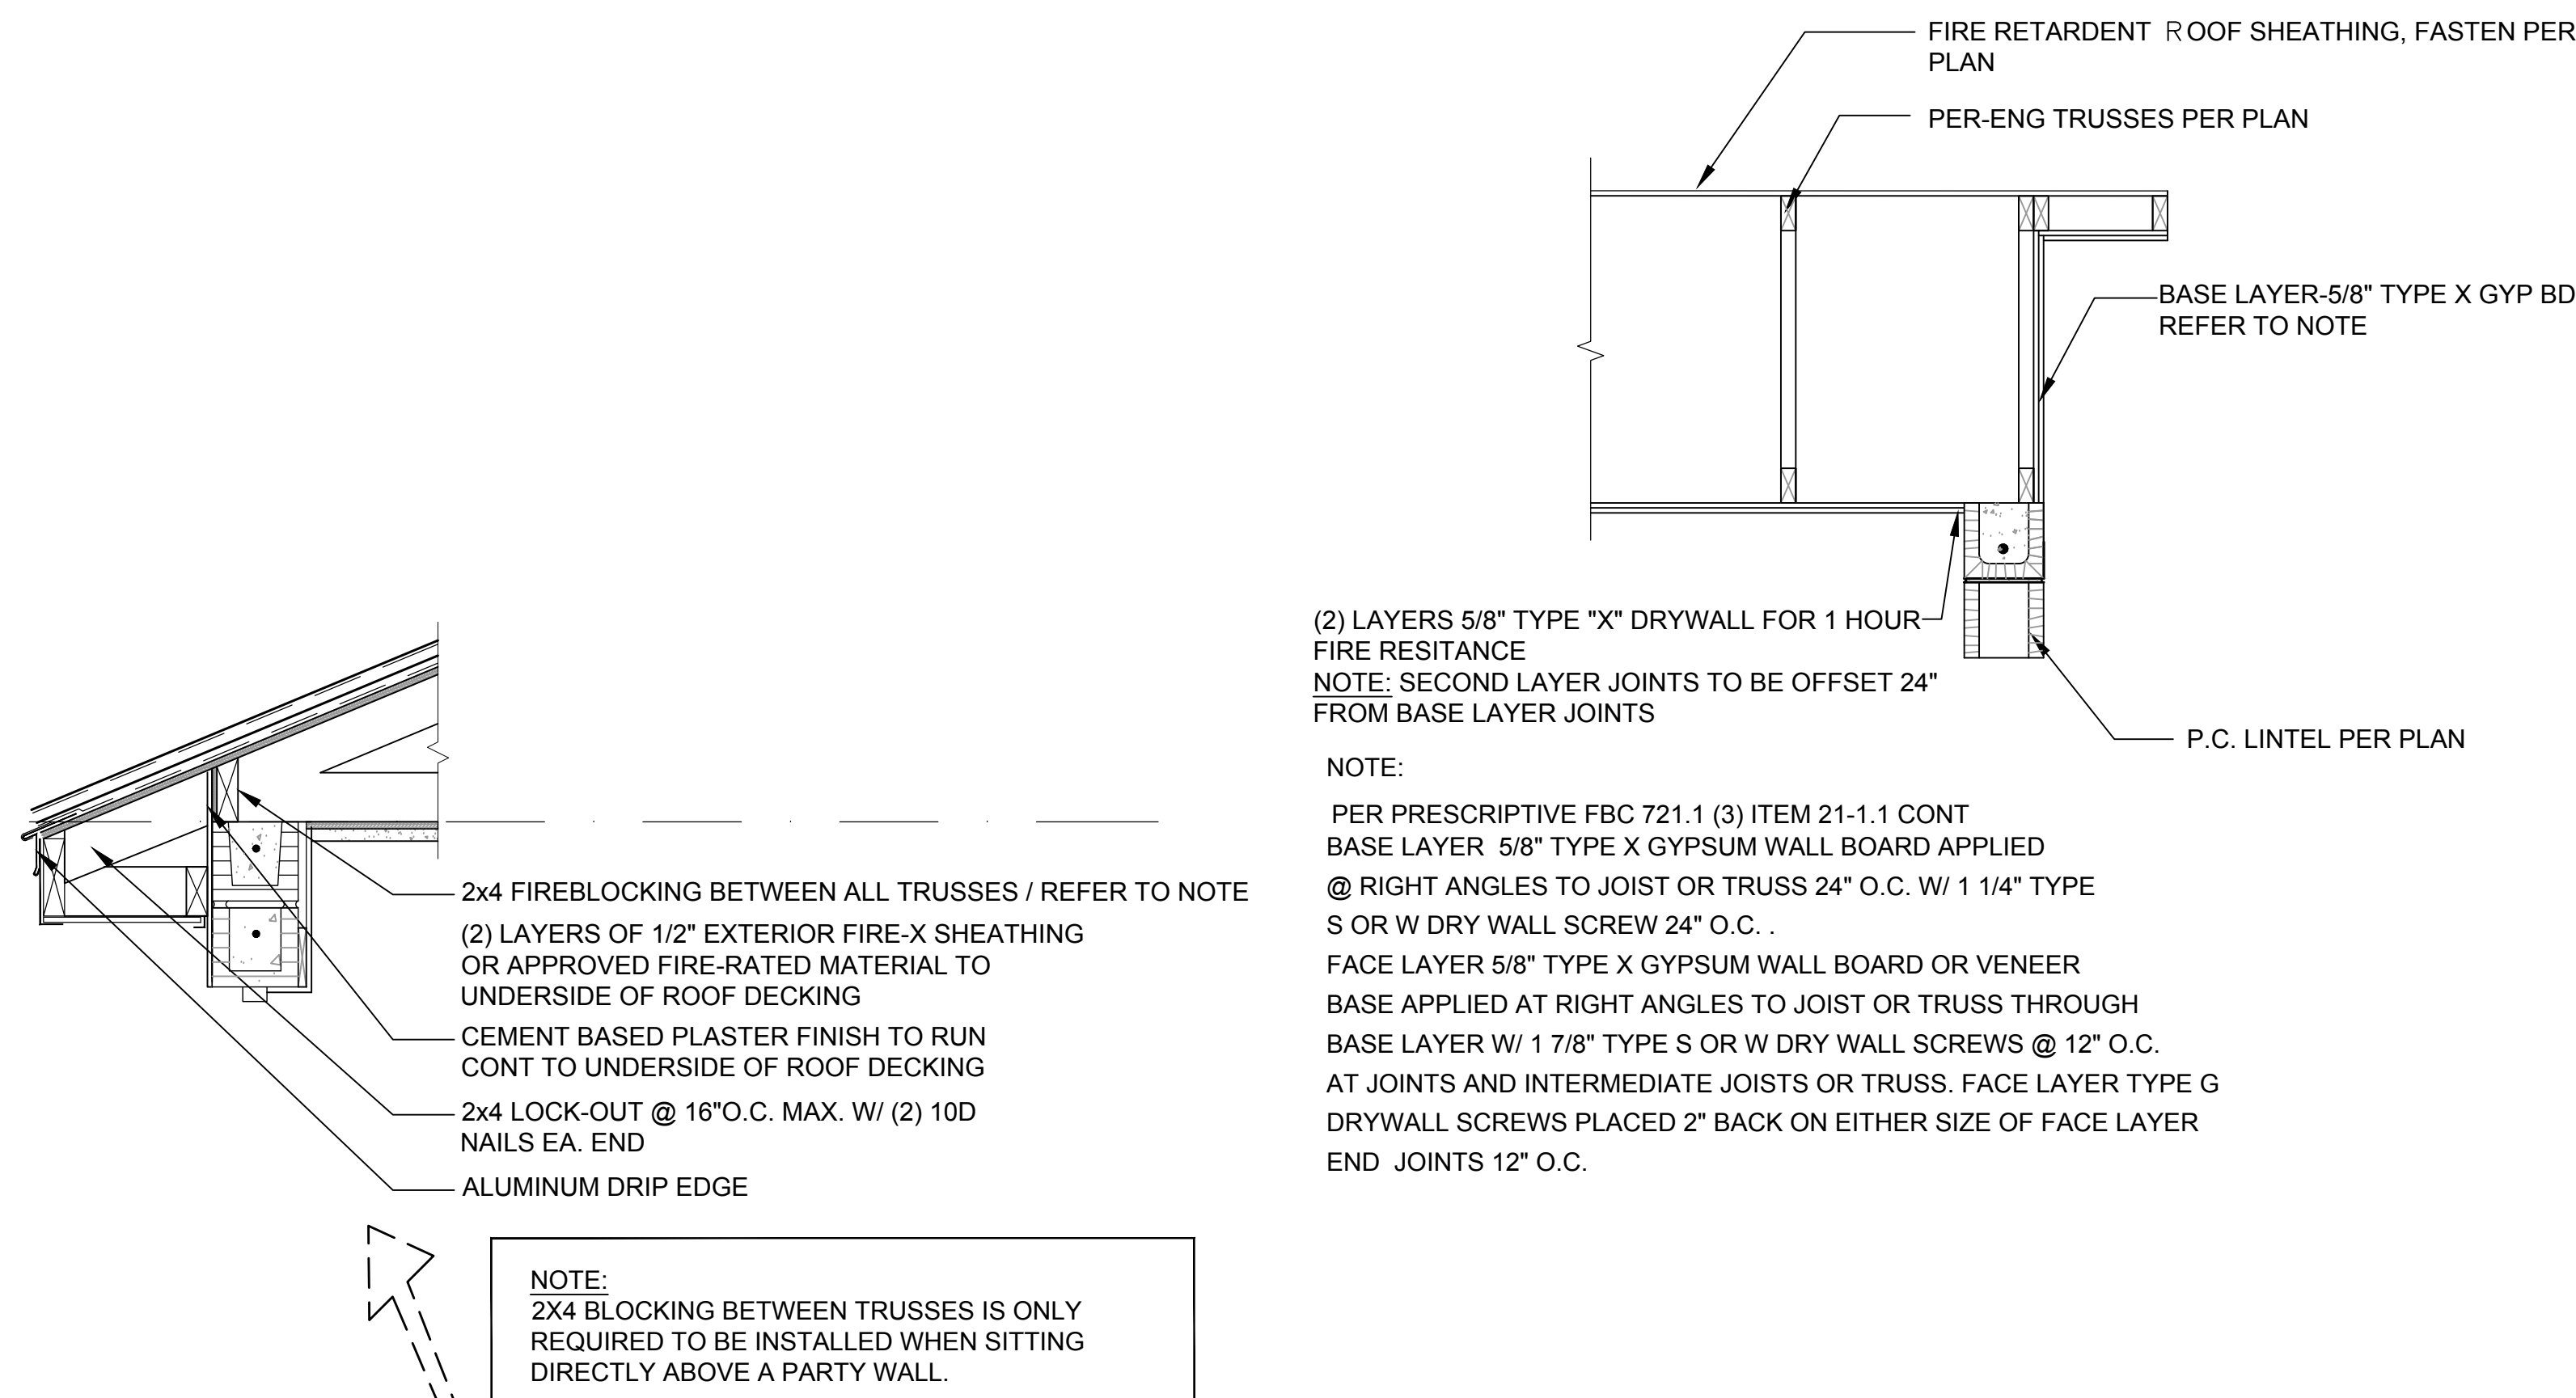 FIRE RETARDENT ROOF SHEATHING, FASTEN PER
PLAN
PER-ENG TRUSSES PER PLAN
BASE LAYER-5/8" TYPE X GYP BD
REFER TO NOTE
(2) LAYERS 5/8" TYPE "X" DRYWALL FOR 1 HOUR
FIRE RESITANCE
NOTE: SECOND LAYER JOINTS TO BE OFFSET 24"
FROM BASE LAYER JOINTS
P.C. LINTEL PER PLAN
NOTE:
PER PRESCRIPTIVE FBC 721.1 (3) ITEM 21-1.1 CONT
BASE LAYER 5/8" TYPE X GYPSUM WALL BOARD APPLIED
@ RIGHT ANGLES TO JOIST OR TRUSS 24" O.C. W/ 1 1/4" TYPE
S OR W DRY WALL SCREW 24" O.C. .
FACE LAYER 5/8" TYPE X GYPSUM WALL BOARD OR VENEER
BASE APPLIED AT RIGHT ANGLES TO JOIST OR TRUSS THROUGH
BASE LAYER W/ 1 7/8" TYPE S OR W DRY WALL SCREWS @ 12" O.C.
AT JOINTS AND INTERMEDIATE JOISTS OR TRUSS. FACE LAYER TYPE G
DRYWALL SCREWS PLACED 2" BACK ON EITHER SIZE OF FACE LAYER
END JOINTS 12" O.C.
2x4 FIREBLOCKING BETWEEN ALL TRUSSES / REFER TO NOTE
(2) LAYERS OF 1/2" EXTERIOR FIRE-X SHEATHING
OR APPROVED FIRE-RATED MATERIAL TO
UNDERSIDE OF ROOF DECKING
CEMENT BASED PLASTER FINISH TO RUN
CONT TO UNDERSIDE OF ROOF DECKING
2x4 LOCK-OUT @ 16"O.C. MAX. W/ (2) 10D
NAILS EA. END
ALUMINUM DRIP EDGE
NOTE:
2X4 BLOCKING BETWEEN TRUSSES IS ONLY
REQUIRED TO BE INSTALLED WHEN SITTING
DIRECTLY ABOVE A PARTY WALL.